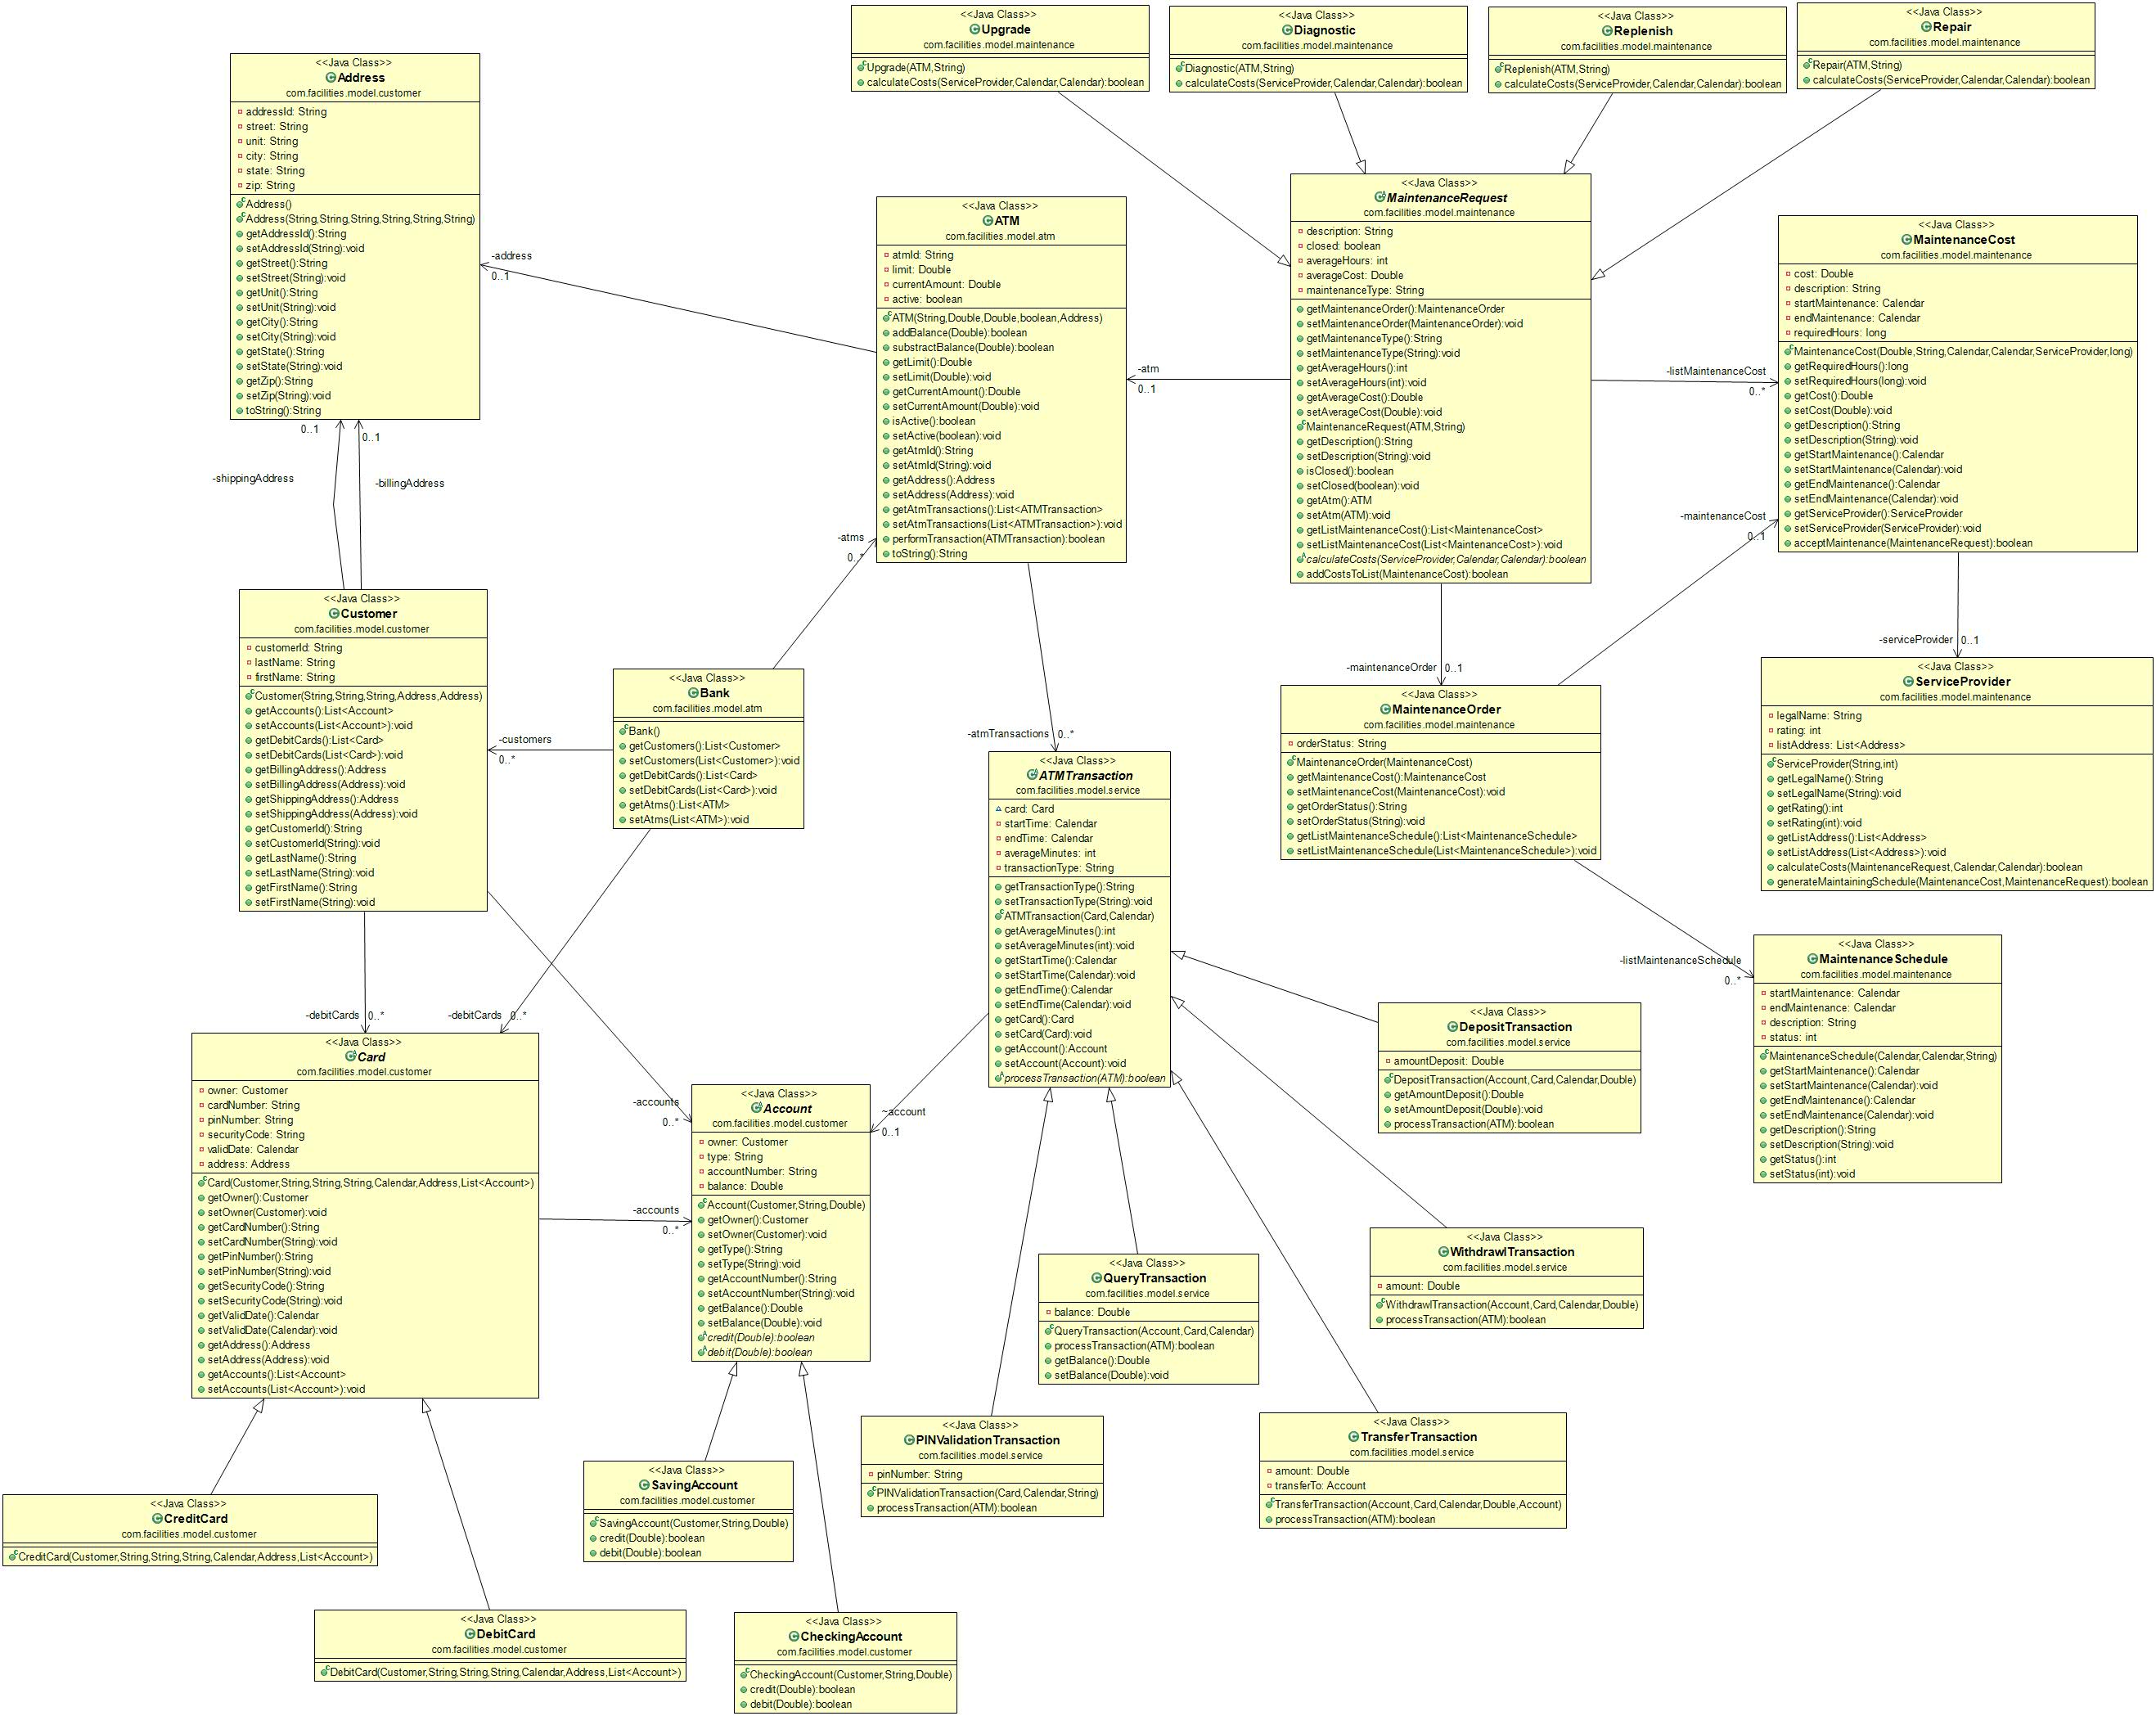 <<Java Class>>
Upgrade
com.facilities.model.maintenance
Upgrade(ATM,String)
calculateCosts(ServiceProvider,Calendar,Calendar):boolean
<<Java Class>>
Diagnostic
com.facilities.model.maintenance
Diagnostic(ATM,String)
calculateCosts(ServiceProvider,Calendar,Calendar):boolean
<<Java Class>>
Replenish
com.facilities.model.maintenance
Replenish(ATM,String)
calculateCosts(ServiceProvider,Calendar,Calendar):boolean
<<Java Class>>
Repair
com.facilities.model.maintenance
Repair(ATM,String)
calculateCosts(ServiceProvider,Calendar,Calendar):boolean
<<Java Class>>
Address
com.facilities.model.customer
addressId: String
street: String
unit: String
city: String
state: String
zip: String
Address()
Address(String,String,String,String,String,String)
getAddressId():String
setAddressId(String):void
getStreet():String
setStreet(String):void
getUnit():String
setUnit(String):void
getCity():String
setCity(String):void
getState():String
setState(String):void
getZip():String
setZip(String):void
toString():String
-address
0..1
<<Java Class>>
ATM
com.facilities.model.atm
atmId: String
limit: Double
currentAmount: Double
active: boolean
ATM(String,Double,Double,boolean,Address)
addBalance(Double):boolean
substractBalance(Double):boolean
getLimit():Double
setLimit(Double):void
getCurrentAmount():Double
setCurrentAmount(Double):void
isActive():boolean
setActive(boolean):void
getAtmId():String
setAtmId(String):void
getAddress():Address
setAddress(Address):void
getAtmTransactions():List<ATMTransaction>
setAtmTransactions(List<ATMTransaction>):void
performTransaction(ATMTransaction):boolean
toString():String
-atm
0..1
<<Java Class>>
MaintenanceRequest
com.facilities.model.maintenance
description: String
closed: boolean
averageHours: int
averageCost: Double
maintenanceType: String
getMaintenanceOrder():MaintenanceOrder
setMaintenanceOrder(MaintenanceOrder):void
getMaintenanceType():String
setMaintenanceType(String):void
getAverageHours():int
setAverageHours(int):void
getAverageCost():Double
setAverageCost(Double):void
MaintenanceRequest(ATM,String)
getDescription():String
setDescription(String):void
isClosed():boolean
setClosed(boolean):void
getAtm():ATM
setAtm(ATM):void
getListMaintenanceCost():List<MaintenanceCost>
setListMaintenanceCost(List<MaintenanceCost>):void
calculateCosts(ServiceProvider,Calendar,Calendar):boolean
addCostsToList(MaintenanceCost):boolean
-listMaintenanceCost
0..*
<<Java Class>>
MaintenanceCost
com.facilities.model.maintenance
cost: Double
description: String
startMaintenance: Calendar
endMaintenance: Calendar
requiredHours: long
MaintenanceCost(Double,String,Calendar,Calendar,ServiceProvider,long)
getRequiredHours():long
setRequiredHours(long):void
getCost():Double
setCost(Double):void
getDescription():String
setDescription(String):void
getStartMaintenance():Calendar
setStartMaintenance(Calendar):void
getEndMaintenance():Calendar
setEndMaintenance(Calendar):void
getServiceProvider():ServiceProvider
setServiceProvider(ServiceProvider):void
acceptMaintenance(MaintenanceRequest):boolean
0..1
0..1
-shippingAddress
-billingAddress
-atms
0..*
-maintenanceCost
0..1
<<Java Class>>
Customer
com.facilities.model.customer
customerId: String
lastName: String
firstName: String
Customer(String,String,String,Address,Address)
getAccounts():List<Account>
setAccounts(List<Account>):void
getDebitCards():List<Card>
setDebitCards(List<Card>):void
getBillingAddress():Address
setBillingAddress(Address):void
getShippingAddress():Address
setShippingAddress(Address):void
getCustomerId():String
setCustomerId(String):void
getLastName():String
setLastName(String):void
getFirstName():String
setFirstName(String):void
-customers
0..*
<<Java Class>>
Bank
com.facilities.model.atm
Bank()
getCustomers():List<Customer>
setCustomers(List<Customer>):void
getDebitCards():List<Card>
setDebitCards(List<Card>):void
getAtms():List<ATM>
setAtms(List<ATM>):void
-atmTransactions
0..*
<<Java Class>>
ATMTransaction
com.facilities.model.service
card: Card
startTime: Calendar
endTime: Calendar
averageMinutes: int
transactionType: String
getTransactionType():String
setTransactionType(String):void
ATMTransaction(Card,Calendar)
getAverageMinutes():int
setAverageMinutes(int):void
getStartTime():Calendar
setStartTime(Calendar):void
getEndTime():Calendar
setEndTime(Calendar):void
getCard():Card
setCard(Card):void
getAccount():Account
setAccount(Account):void
processTransaction(ATM):boolean
-maintenanceOrder
0..1
<<Java Class>>
MaintenanceOrder
com.facilities.model.maintenance
orderStatus: String
MaintenanceOrder(MaintenanceCost)
getMaintenanceCost():MaintenanceCost
setMaintenanceCost(MaintenanceCost):void
getOrderStatus():String
setOrderStatus(String):void
getListMaintenanceSchedule():List<MaintenanceSchedule>
setListMaintenanceSchedule(List<MaintenanceSchedule>):void
-serviceProvider
0..1
<<Java Class>>
ServiceProvider
com.facilities.model.maintenance
legalName: String
rating: int
listAddress: List<Address>
ServiceProvider(String,int)
getLegalName():String
setLegalName(String):void
getRating():int
setRating(int):void
getListAddress():List<Address>
setListAddress(List<Address>):void
calculateCosts(MaintenanceRequest,Calendar,Calendar):boolean
generateMaintainingSchedule(MaintenanceCost,MaintenanceRequest):boolean
-listMaintenanceSchedule
0..*
<<Java Class>>
MaintenanceSchedule
com.facilities.model.maintenance
startMaintenance: Calendar
endMaintenance: Calendar
description: String
status: int
MaintenanceSchedule(Calendar,Calendar,String)
getStartMaintenance():Calendar
setStartMaintenance(Calendar):void
getEndMaintenance():Calendar
setEndMaintenance(Calendar):void
getDescription():String
setDescription(String):void
getStatus():int
setStatus(int):void
-debitCards
0..*
-debitCards
0..*
<<Java Class>>
Card
com.facilities.model.customer
owner: Customer
cardNumber: String
pinNumber: String
securityCode: String
validDate: Calendar
address: Address
Card(Customer,String,String,String,Calendar,Address,List<Account>)
getOwner():Customer
setOwner(Customer):void
getCardNumber():String
setCardNumber(String):void
getPinNumber():String
setPinNumber(String):void
getSecurityCode():String
setSecurityCode(String):void
getValidDate():Calendar
setValidDate(Calendar):void
getAddress():Address
setAddress(Address):void
getAccounts():List<Account>
setAccounts(List<Account>):void
-accounts
0..*
-accounts
0..*
<<Java Class>>
Account
com.facilities.model.customer
owner: Customer
type: String
accountNumber: String
balance: Double
Account(Customer,String,Double)
getOwner():Customer
setOwner(Customer):void
getType():String
setType(String):void
getAccountNumber():String
setAccountNumber(String):void
getBalance():Double
setBalance(Double):void
credit(Double):boolean
debit(Double):boolean
~account
0..1
<<Java Class>>
DepositTransaction
com.facilities.model.service
amountDeposit: Double
DepositTransaction(Account,Card,Calendar,Double)
getAmountDeposit():Double
setAmountDeposit(Double):void
processTransaction(ATM):boolean
<<Java Class>>
WithdrawlTransaction
com.facilities.model.service
amount: Double
WithdrawlTransaction(Account,Card,Calendar,Double)
processTransaction(ATM):boolean
<<Java Class>>
QueryTransaction
com.facilities.model.service
balance: Double
QueryTransaction(Account,Card,Calendar)
processTransaction(ATM):boolean
getBalance():Double
setBalance(Double):void
<<Java Class>>
PINValidationTransaction
com.facilities.model.service
pinNumber: String
PINValidationTransaction(Card,Calendar,String)
processTransaction(ATM):boolean
<<Java Class>>
TransferTransaction
com.facilities.model.service
amount: Double
transferTo: Account
TransferTransaction(Account,Card,Calendar,Double,Account)
processTransaction(ATM):boolean
<<Java Class>>
SavingAccount
com.facilities.model.customer
SavingAccount(Customer,String,Double)
credit(Double):boolean
debit(Double):boolean
<<Java Class>>
CreditCard
com.facilities.model.customer
CreditCard(Customer,String,String,String,Calendar,Address,List<Account>)
<<Java Class>>
DebitCard
com.facilities.model.customer
DebitCard(Customer,String,String,String,Calendar,Address,List<Account>)
<<Java Class>>
CheckingAccount
com.facilities.model.customer
CheckingAccount(Customer,String,Double)
credit(Double):boolean
debit(Double):boolean